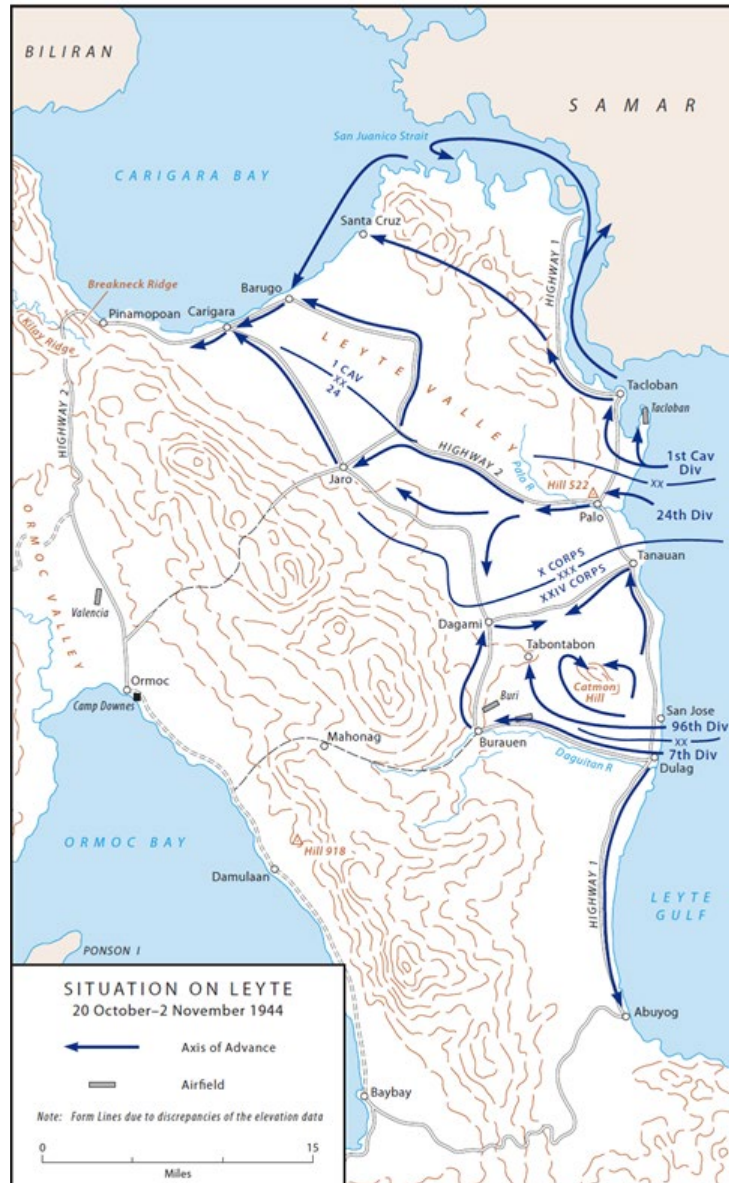 BILIRAN
SAMAR
San Juanico Strait
CARIGARA BAY
Santa Cruz
HIGHWAY 1
Breakneck Ridge
Barugo
Pinamopoan
Carigara
Kilay Ridge
LEYTE VALLEY
1 CAV
XX
24
Tacloban
Tacloban
HIGHWAY 2
HIGHWAY 2
1st Cav
Div
Palo R
Hill 522
XX
Jaro
Palo
24th Div
ORMOC VALLEY
X CORPS
XXX
XXIV CORPS
Tanauan
Valencia
Dagami
Tabontabon
Ormoc
Catmon
Hill
Camp Downes
Buri
San Jose
96th Div
XX
Mahonag
Burauen
7th Div
Daguitan R
Dulag
ORMOC BAY
Hill 918
Damulaan
HIGHWAY 1
LEYTE
GULF
PONSON I
SITUATION ON LEYTE
20 October–2 November 1944
Abuyog
Axis of Advance
Airfield
Baybay
Note: Form Lines due to discrepancies of the elevation data
0 15
Miles